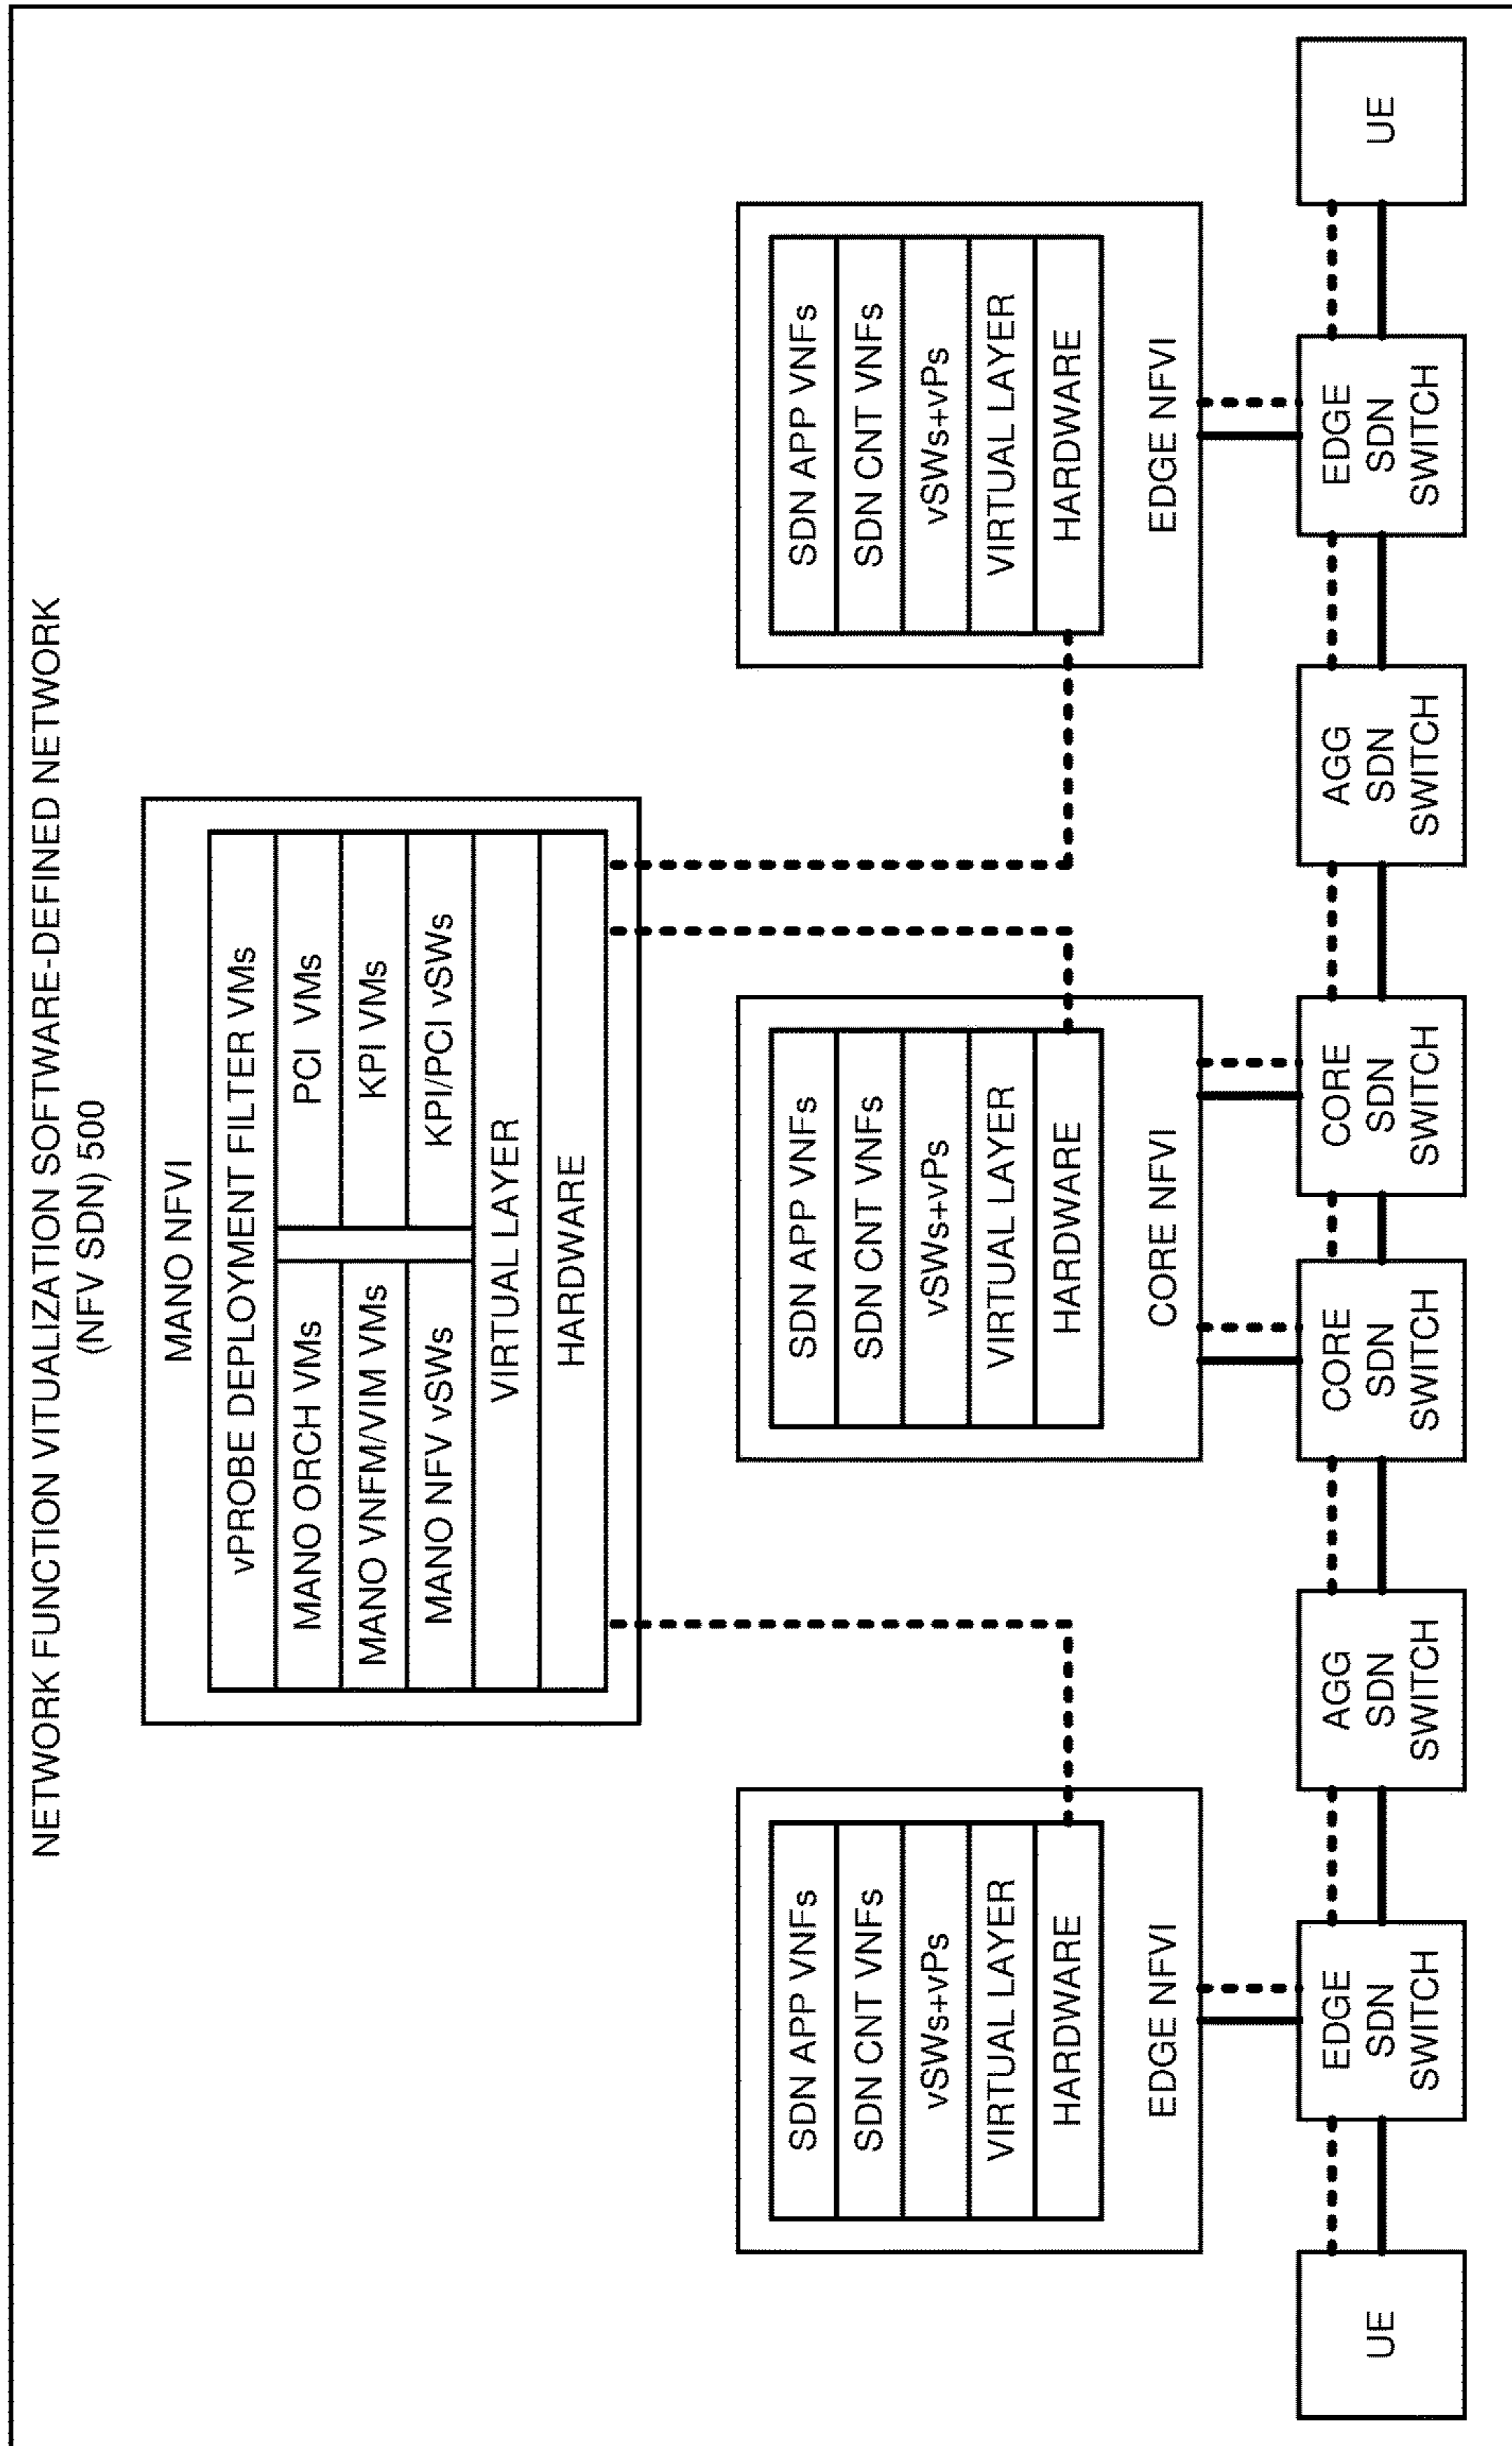 NETWORK FUNCTION VITUALIZATION SOFTWARE-DEFINED NETWORK
(NFV SDN) 500
MANO NFVI
vPROBE DEPLOYMENT FILTER VMs
MANO ORCH VMs
PCI VMs
MANO VNFM/VIM VMs
KPI VMs
MANO NFV vSWs
KPI/PCI vSWs
VIRTUAL LAYER
HARDWARE
SDN APP VNFs
SDN CNT VNFs
vSWs+vPs
VIRTUAL LAYER
HARDWARE
EDGE NFVI
SDN APP VNFs
SDN CNT VNFs
vSWs+vPs
VIRTUAL LAYER
HARDWARE
CORE NFVI
SDN APP VNFs
SDN CNT VNFs
vSWs+vPs
VIRTUAL LAYER
HARDWARE
EDGE NFVI
UE
EDGE
SDN
SWITCH
AGG
SDN
SWITCH
CORE
SDN
SWITCH
CORE
SDN
SWITCH
AGG
SDN
SWITCH
EDGE
SDN
SWITCH
UE